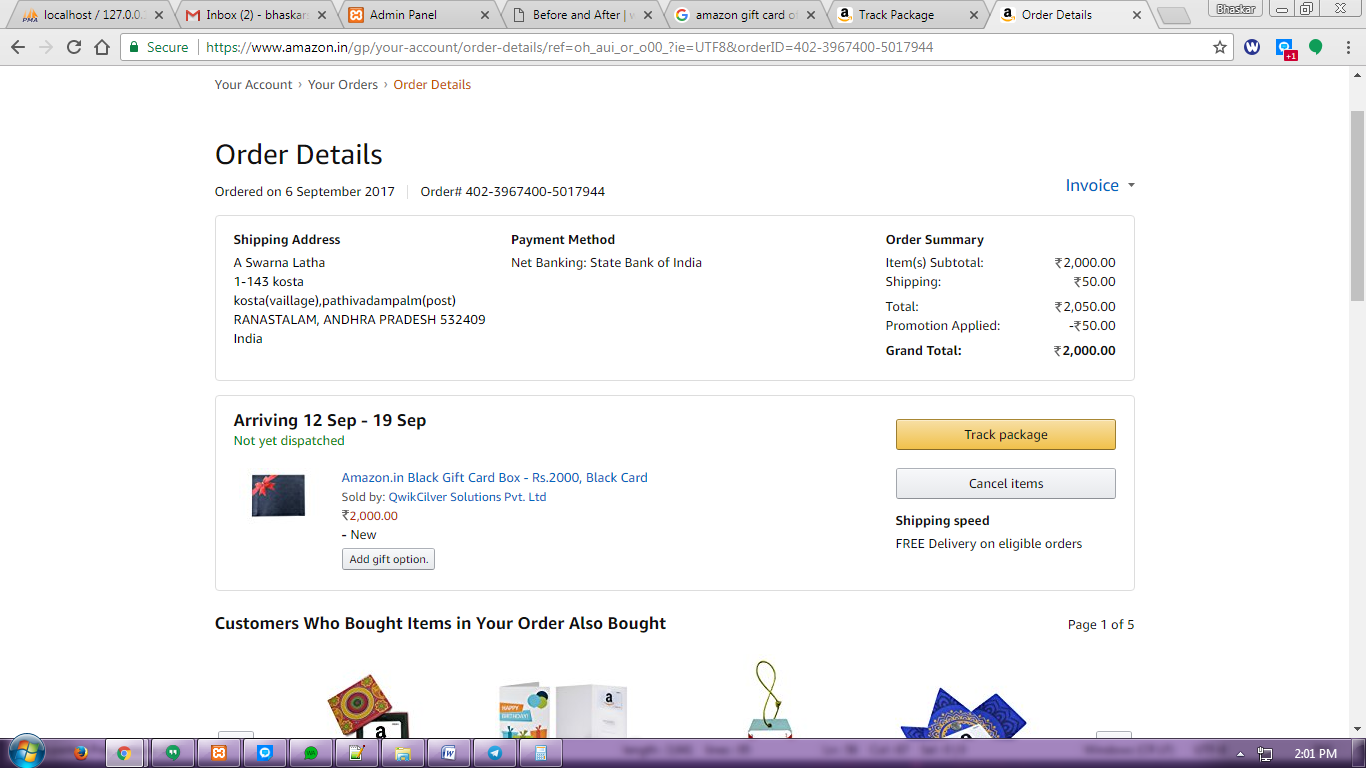 localhost / 127.0.0.
Inbox (2) - bhaskar
Admin Panel
Before and After |
amazon gift card of
Track Package
Order Details
Bhaskar
Secure
https://www.amazon.in/gp/your-account/order-details/ref=oh_aui_or_o00_?ie=UTF8&orderID=402-3967400-5017944
+1
Your Account › Your Orders › Order Details
Order Details
Ordered on 6 September 2017 | Order# 402-3967400-5017944
Invoice
Shipping Address
A Swarna Latha
1-143 kosta
kosta(vaillage),pathivadampalm(post)
RANASTALAM, ANDHRA PRADESH 532409
India
Payment Method
Net Banking: State Bank of India
Order Summary
Item(s) Subtotal: ₹2,000.00
Shipping: ₹50.00
Total: ₹2,050.00
Promotion Applied: -₹50.00
Grand Total: ₹2,000.00
Arriving 12 Sep - 19 Sep
Not yet dispatched
Amazon.in Black Gift Card Box - Rs.2000, Black Card
Sold by: QwikCilver Solutions Pvt. Ltd
₹2,000.00
- New
Add gift option.
Track package
Cancel items
Shipping speed
FREE Delivery on eligible orders
Customers Who Bought Items in Your Order Also Bought
Page 1 of 5
HAPPY
BIRTHDAY!
2:01 PM